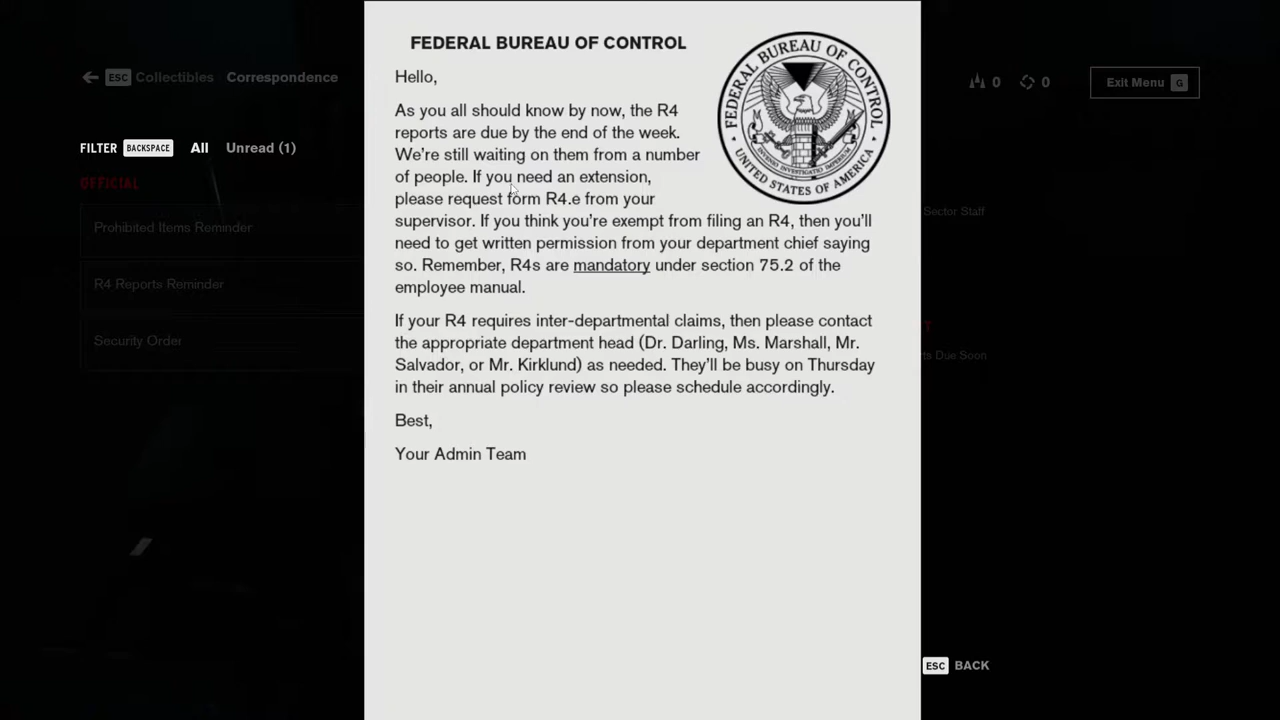 FEDERAL BUREAU OF CONTROL
FEDERAL BUREAU OF CONTROL
UNITED STATES OF AMERICA
Hello,
As you all should know by now, the R4
reports are due by the end of the week.
We're still waiting on them from a number
of people. If you need an extension,
please request form R4.e from your
supervisor. If you think you're exempt from filing an R4, then you'll
need to get written permission from your department chief saying
so. Remember, R4s are mandatory under section 75.2 of the
employee manual.
If your R4 requires inter-departmental claims, then please contact
the appropriate department head (Dr. Darling, Ms. Marshall, Mr.
Salvador, or Mr. Kirklund) as needed. They'll be busy on Thursday
in their annual policy review so please schedule accordingly.
Best,
Your Admin Team
ESC Collectibles Correspondence
0 0 Exit Menu G
FILTER BACKSPACE All Unread (1)
OFFICIAL
Prohibited Items Reminder
R4 Reports Reminder
Security Order
Sector Staff
Due Soon
ESC BACK